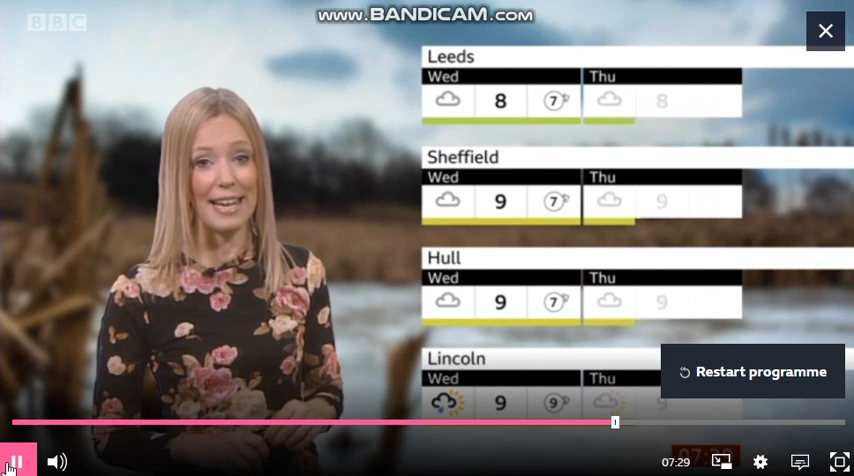 www.BANDICAM.com
BBC
Leeds
Wed Thu
8 7 8
Sheffield
Wed Thu
9 7 9
Hull
Wed Thu
9 7 9
Lincoln
Wed Thu
9 9
Restart programme
07:29